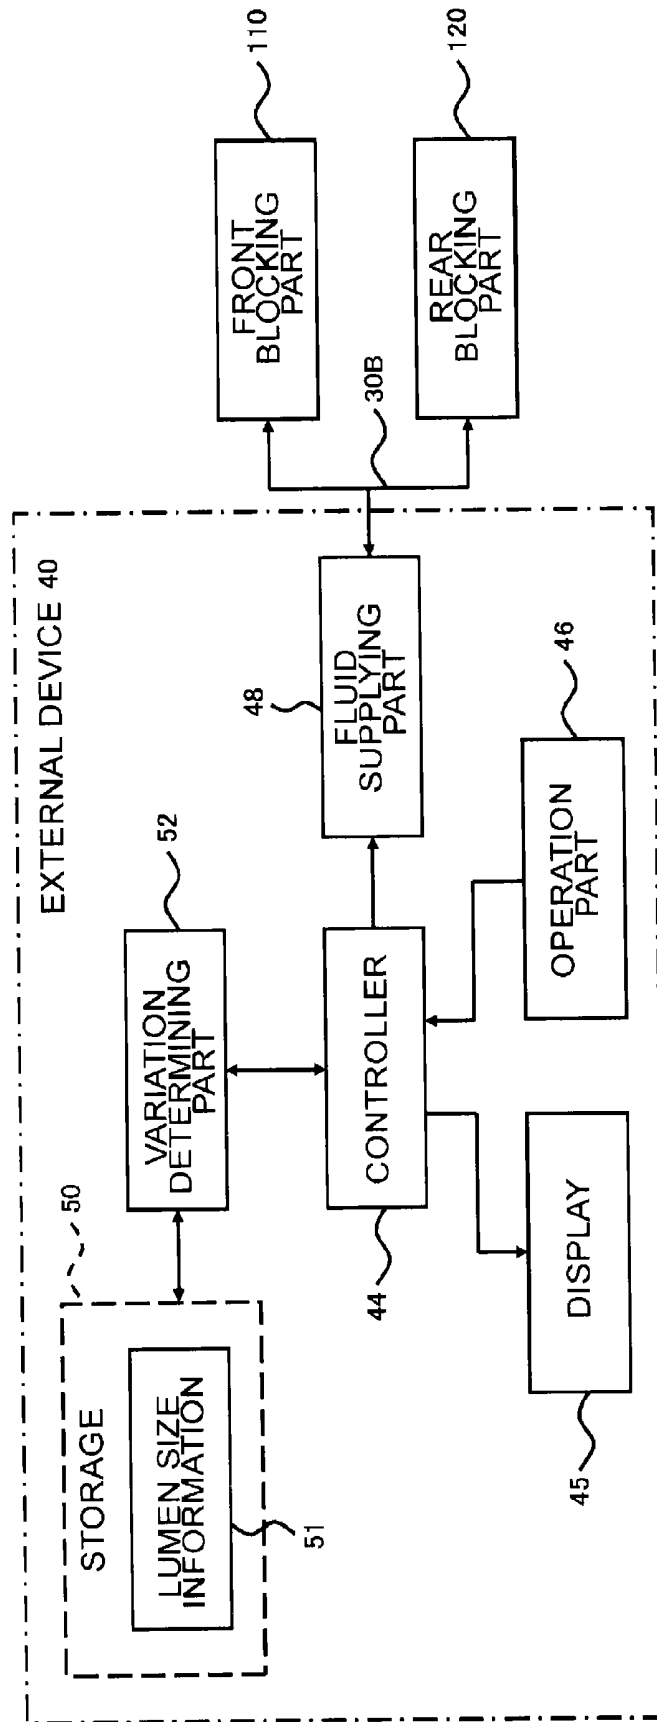 EXTERNAL DEVICE 40
STORAGE
50
LUMEN SIZE
INFORMATION
51
VARIATION
DETERMINING
PART
52
CONTROLLER
44
DISPLAY
45
OPERATION
PART
46
FLUID
SUPPLYING
PART
48
30B
FRONT
BLOCKING
PART
110
REAR
BLOCKING
PART
120